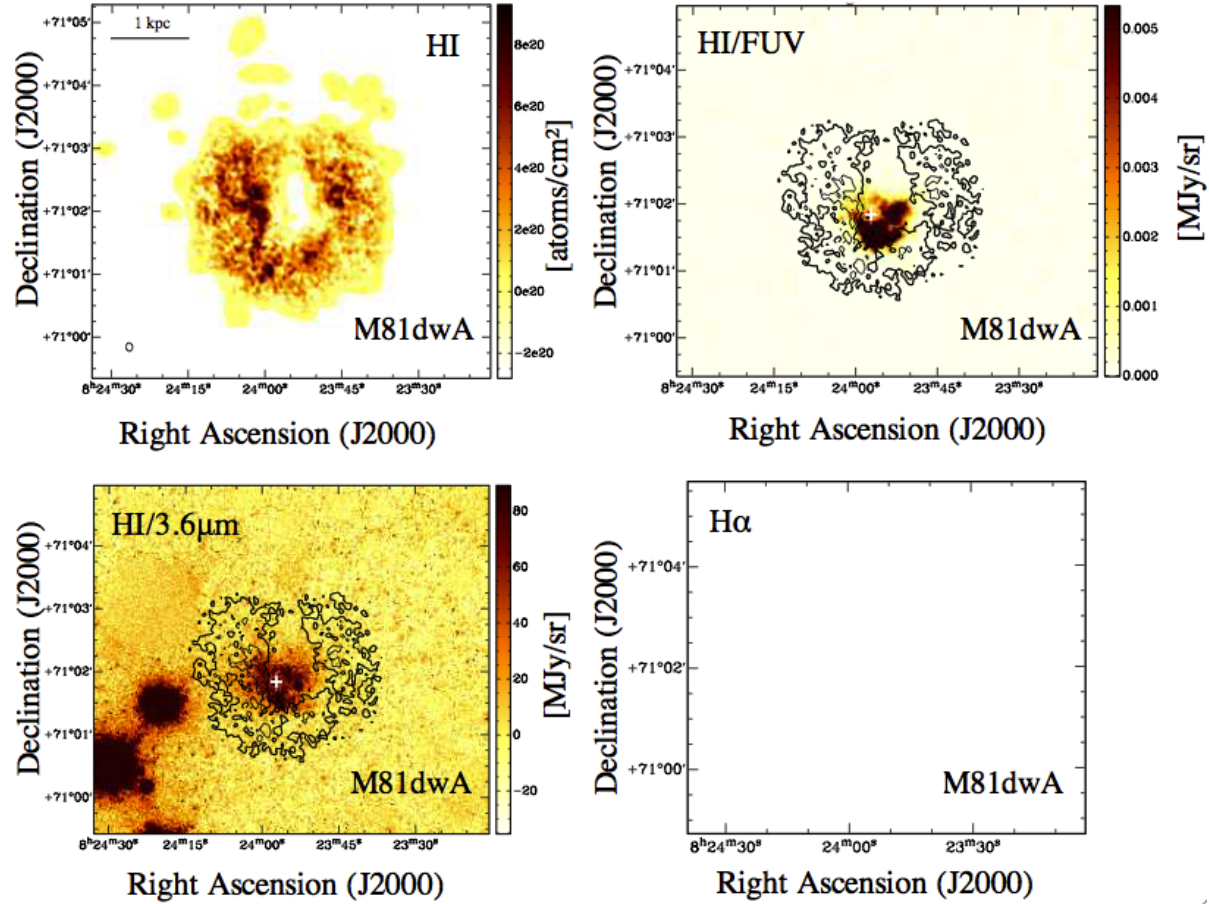 1 kpc
HI
+71°05′
+71°04′
+71°03′
+71°02′
+71°01′
+71°00′
Declination (J2000)
8e20
6e20
4e20
2e20
0e20
−2e20
[atoms/cm²]
M81dwA
8ʰ24ᵐ30ˢ 24ᵐ15ˢ 24ᵐ00ˢ 23ᵐ45ˢ 23ᵐ30ˢ
Right Ascension (J2000)
HI/FUV
+71°04′
+71°03′
+71°02′
+71°01′
+71°00′
Declination (J2000)
0.005
0.004
0.003
0.002
0.001
0.000
[MJy/sr]
M81dwA
8ʰ24ᵐ30ˢ 24ᵐ15ˢ 24ᵐ00ˢ 23ᵐ45ˢ 23ᵐ30ˢ
Right Ascension (J2000)
HI/3.6μm
+71°04′
+71°03′
+71°02′
+71°01′
+71°00′
Declination (J2000)
80
60
40
20
0
−20
[MJy/sr]
M81dwA
8ʰ24ᵐ30ˢ 24ᵐ15ˢ 24ᵐ00ˢ 23ᵐ45ˢ 23ᵐ30ˢ
Right Ascension (J2000)
Hα
+71°04′
+71°02′
+71°00′
Declination (J2000)
M81dwA
8ʰ24ᵐ30ˢ 24ᵐ00ˢ 23ᵐ30ˢ
Right Ascension (J2000)